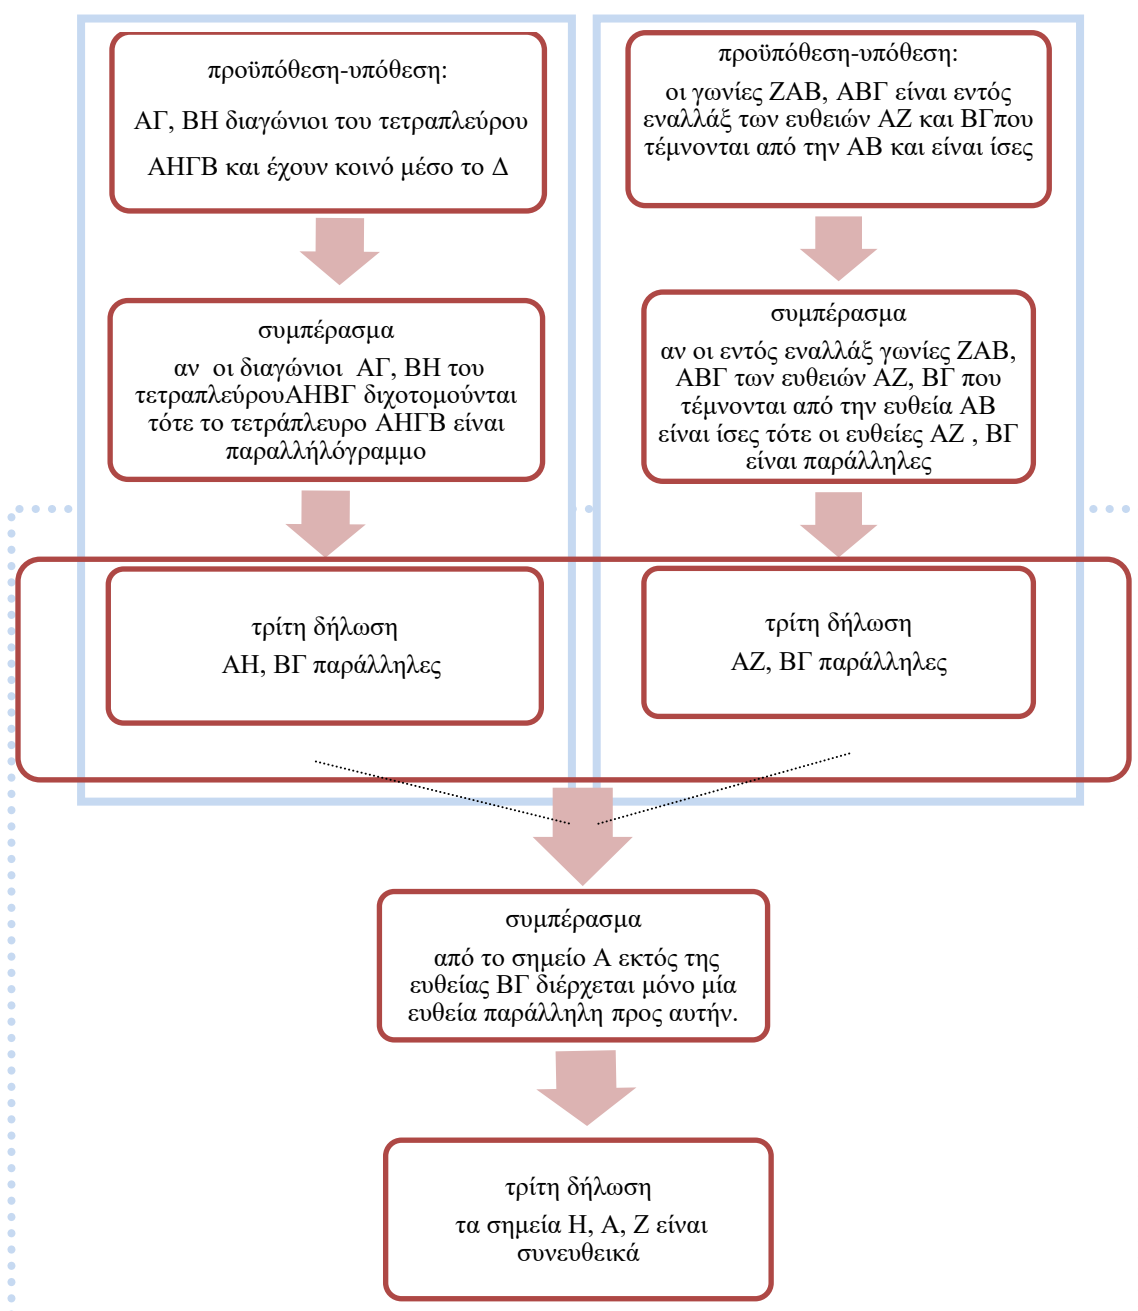 προϋπόθεση-υπόθεση:
ΑΓ, ΒΗ διαγώνιοι του τετραπλεύρου
ΑΗΓΒ και έχουν κοινό μέσο το Δ
προϋπόθεση-υπόθεση:
οι γωνίες ΖΑΒ, ΑΒΓ είναι εντός
εναλλάξ των ευθειών ΑΖ και ΒΓπου
τέμνονται από την ΑΒ και είναι ίσες
συμπέρασμα
αν οι διαγώνιοι ΑΓ, ΒΗ του
τετραπλεύρουΑΗΒΓ διχοτομούνται
τότε το τετράπλευρο ΑΗΓΒ είναι
παραλλήλόγραμμο
συμπέρασμα
αν οι εντός εναλλάξ γωνίες ΖΑΒ,
ΑΒΓ των ευθειών ΑΖ, ΒΓ που
τέμνονται από την ευθεία ΑΒ
είναι ίσες τότε οι ευθείες ΑΖ , ΒΓ
είναι παράλληλες
τρίτη δήλωση
ΑΗ, ΒΓ παράλληλες
τρίτη δήλωση
ΑΖ, ΒΓ παράλληλες
συμπέρασμα
από το σημείο Α εκτός της
ευθείας ΒΓ διέρχεται μόνο μία
ευθεία παράλληλη προς αυτήν.
τρίτη δήλωση
τα σημεία Η, Α, Ζ είναι
συνευθεικά